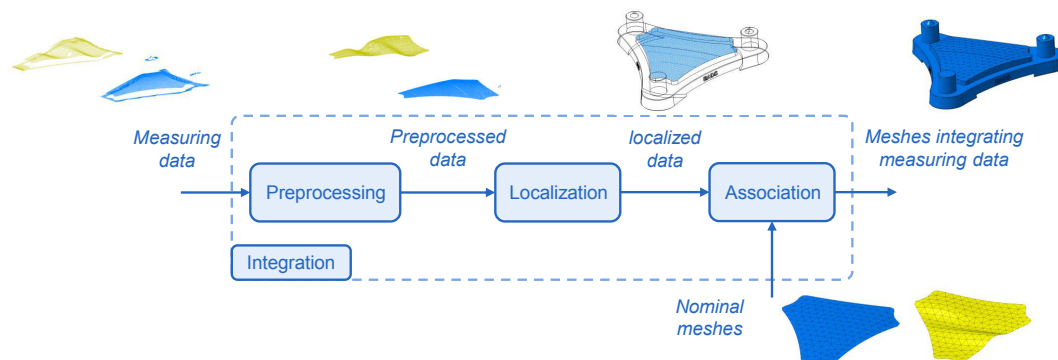 Measuring
data
Preprocessed
data
localized
data
Meshes integrating
measuring data
Preprocessing
Localization
Association
Integration
Nominal
meshes